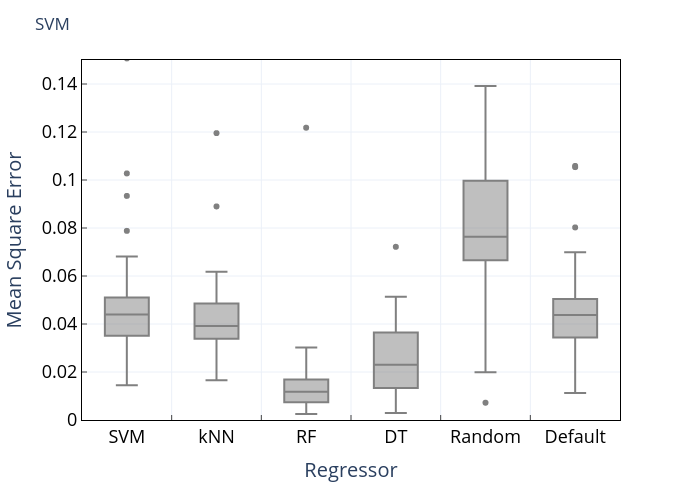 SVM
0.14
0.12
0.1
0.08
0.06
0.04
0.02
0
Mean Square Error
SVM kNN RF DT Random Default
Regressor